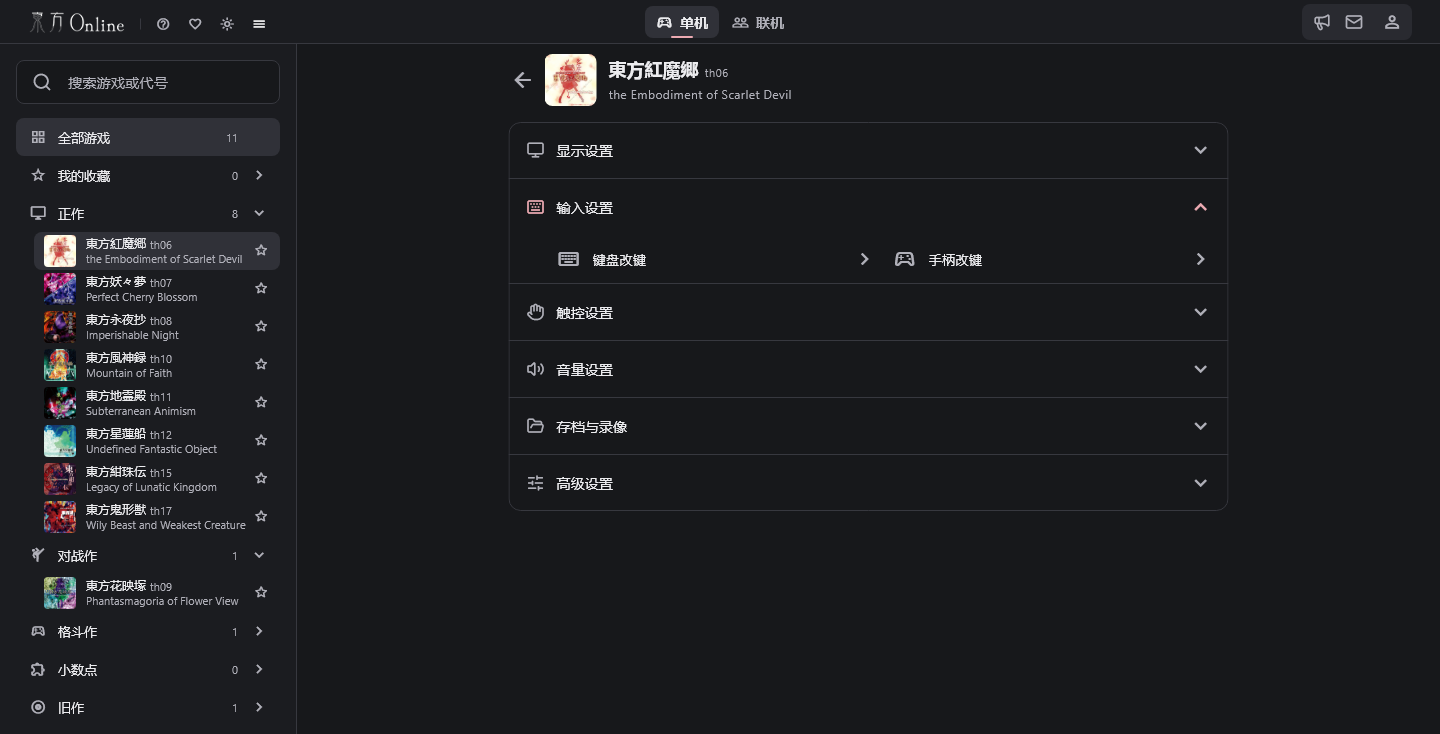 東方Online
单机
联机
搜索游戏或代号
全部游戏 11
我的收藏 0
正作 8
東方紅魔郷 th06
the Embodiment of Scarlet Devil
東方妖々夢 th07
Perfect Cherry Blossom
東方永夜抄 th08
Imperishable Night
東方風神録 th10
Mountain of Faith
東方地霊殿 th11
Subterranean Animism
東方星蓮船 th12
Undefined Fantastic Object
東方紺珠伝 th15
Legacy of Lunatic Kingdom
東方鬼形獣 th17
Wily Beast and Weakest Creature
对战作 1
東方花映塚 th09
Phantasmagoria of Flower View
格斗作 1
小数点 0
旧作 1
東方紅魔郷 th06
the Embodiment of Scarlet Devil
显示设置
输入设置
键盘改键
手柄改键
触控设置
音量设置
存档与录像
高级设置